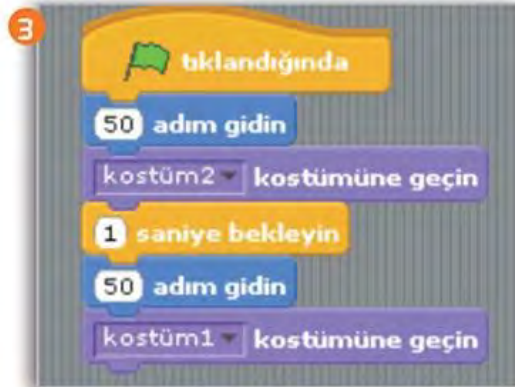 3
tıklandığında
50 adım gidin
kostüm2 kostümüne geçin
1 saniye bekleyin
50 adım gidin
kostüm1 kostümüne geçin